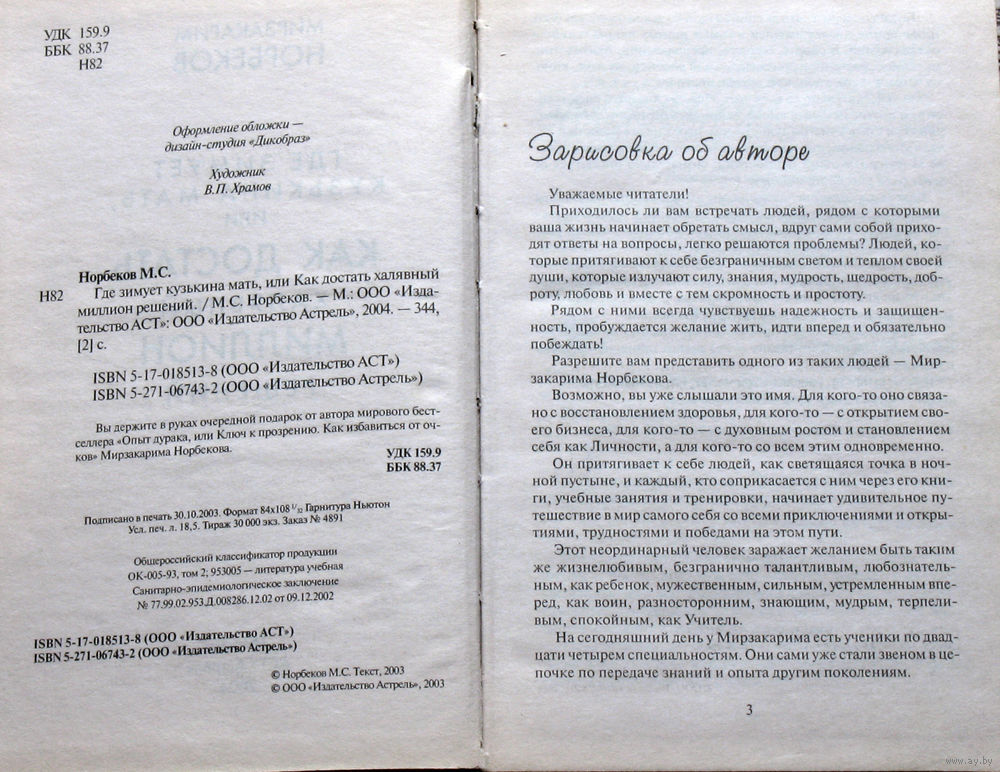 УДК 159.9
ББК 88.37
Н82
Оформление обложки —
дизайн-студия «Дикобраз»
Художник
В.П. Храмов
Норбеков М.С.
Н82
Где зимует кузькина мать, или Как достать халявный
миллион решений. / М.С. Норбеков. — М.: ООО «Изда-
тельство АСТ»: ООО «Издательство Астрель», 2004. — 344,
[2] с.
ISBN 5-17-018513-8 (ООО «Издательство АСТ»)
ISBN 5-271-06743-2 (ООО «Издательство Астрель»)
Вы держите в руках очередной подарок от автора мирового бест-
селлера «Опыт дурака, или Ключ к прозрению. Как избавиться от оч-
ков» Мирзакарима Норбекова.
УДК 159.9
ББК 88.37
Подписано в печать 30.10.2003. Формат 84х108 1/32 Гарнитура Ньютон
Усл. печ. л. 18,5. Тираж 30 000 экз. Заказ № 4891
Общероссийский классификатор продукции
ОК-005-93, том 2; 953005 — литература учебная
Санитарно-эпидемиологическое заключение
№ 77.99.02.953.Д.008286.12.02 от 09.12.2002
ISBN 5-17-018513-8 (ООО «Издательство АСТ»)
ISBN 5-271-06743-2 (ООО «Издательство Астрель»)
© Норбеков М.С. Текст, 2003
© ООО «Издательство Астрель», 2003
Зарисовка об авторе
Уважаемые читатели!
Приходилось ли вам встречать людей, рядом с которыми
ваша жизнь начинает обретать смысл, вдруг сами собой прихо-
дят ответы на вопросы, легко решаются проблемы? Людей, ко-
торые притягивают к себе безграничным светом и теплом своей
души, которые излучают силу, знания, мудрость, щедрость, доб-
роту, любовь и вместе с тем скромность и простоту.
Рядом с ними всегда чувствуешь надежность и защищен-
ность, пробуждается желание жить, идти вперед и обязательно
побеждать!
Разрешите вам представить одного из таких людей — Мир-
закарима Норбекова.
Возможно, вы уже слышали это имя. Для кого-то оно связа-
но с восстановлением здоровья, для кого-то — с открытием сво-
его бизнеса, для кого-то — с духовным ростом и становлением
себя как Личности, а для кого-то со всем этим одновременно.
Он притягивает к себе людей, как светящаяся точка в ноч-
ной пустыне, и каждый, кто соприкасается с ним через его кни-
ги, учебные занятия и тренировки, начинает удивительное пу-
тешествие в мир самого себя со всеми приключениями и откры-
тиями, трудностями и победами на этом пути.
Этот неординарный человек заражает желанием быть таким
же жизнелюбивым, безгранично талантливым, любознатель-
ным, как ребенок, мужественным, сильным, устремленным впе-
ред, как воин, разносторонним, знающим, мудрым, терпели-
вым, спокойным, как Учитель.
На сегодняшний день у Мирзакарима есть ученики по двад-
цати четырем специальностям. Они сами уже стали звеном в це-
почке по передаче знаний и опыта другим поколениям.
3
www.ay.by